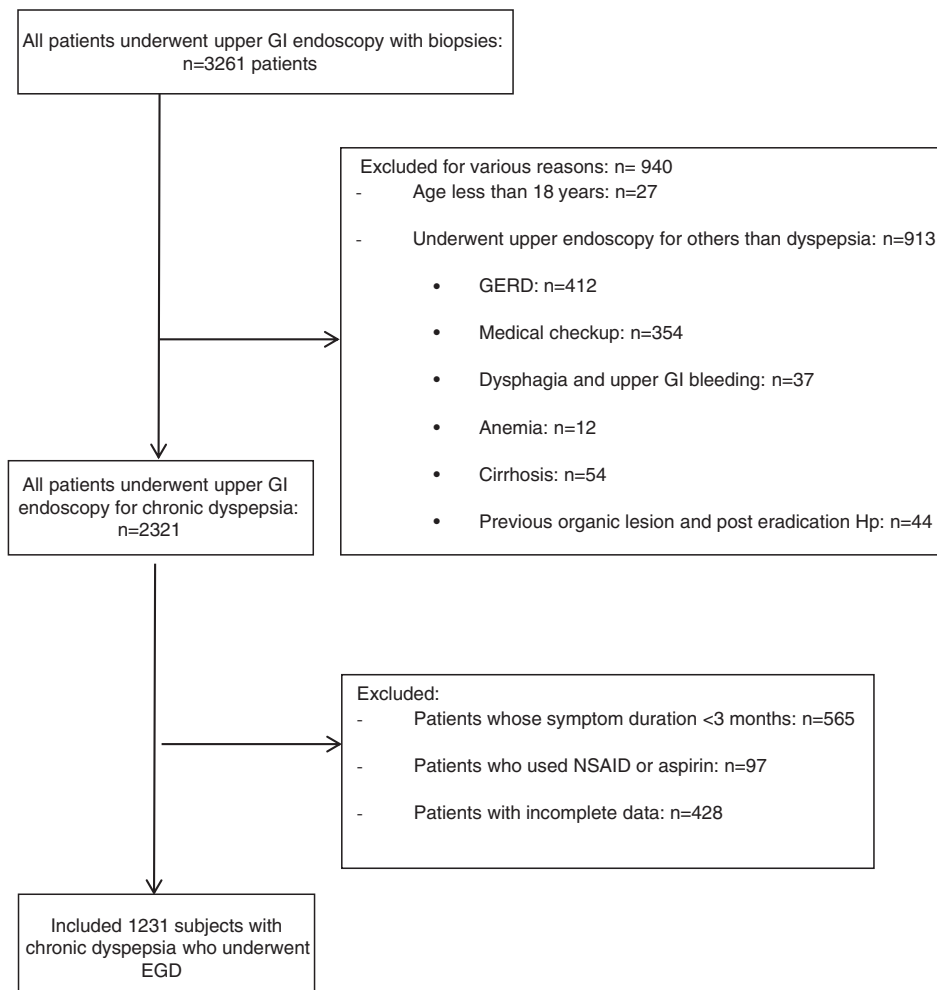 All patients underwent upper GI endoscopy with biopsies:
n=3261 patients
Excluded for various reasons: n= 940
- Age less than 18 years: n=27
- Underwent upper endoscopy for others than dyspepsia: n=913
• GERD: n=412
• Medical checkup: n=354
• Dysphagia and upper GI bleeding: n=37
• Anemia: n=12
• Cirrhosis: n=54
• Previous organic lesion and post eradication Hp: n=44
All patients underwent upper GI
endoscopy for chronic dyspepsia:
n=2321
Excluded:
- Patients whose symptom duration <3 months: n=565
- Patients who used NSAID or aspirin: n=97
- Patients with incomplete data: n=428
Included 1231 subjects with
chronic dyspepsia who underwent
EGD